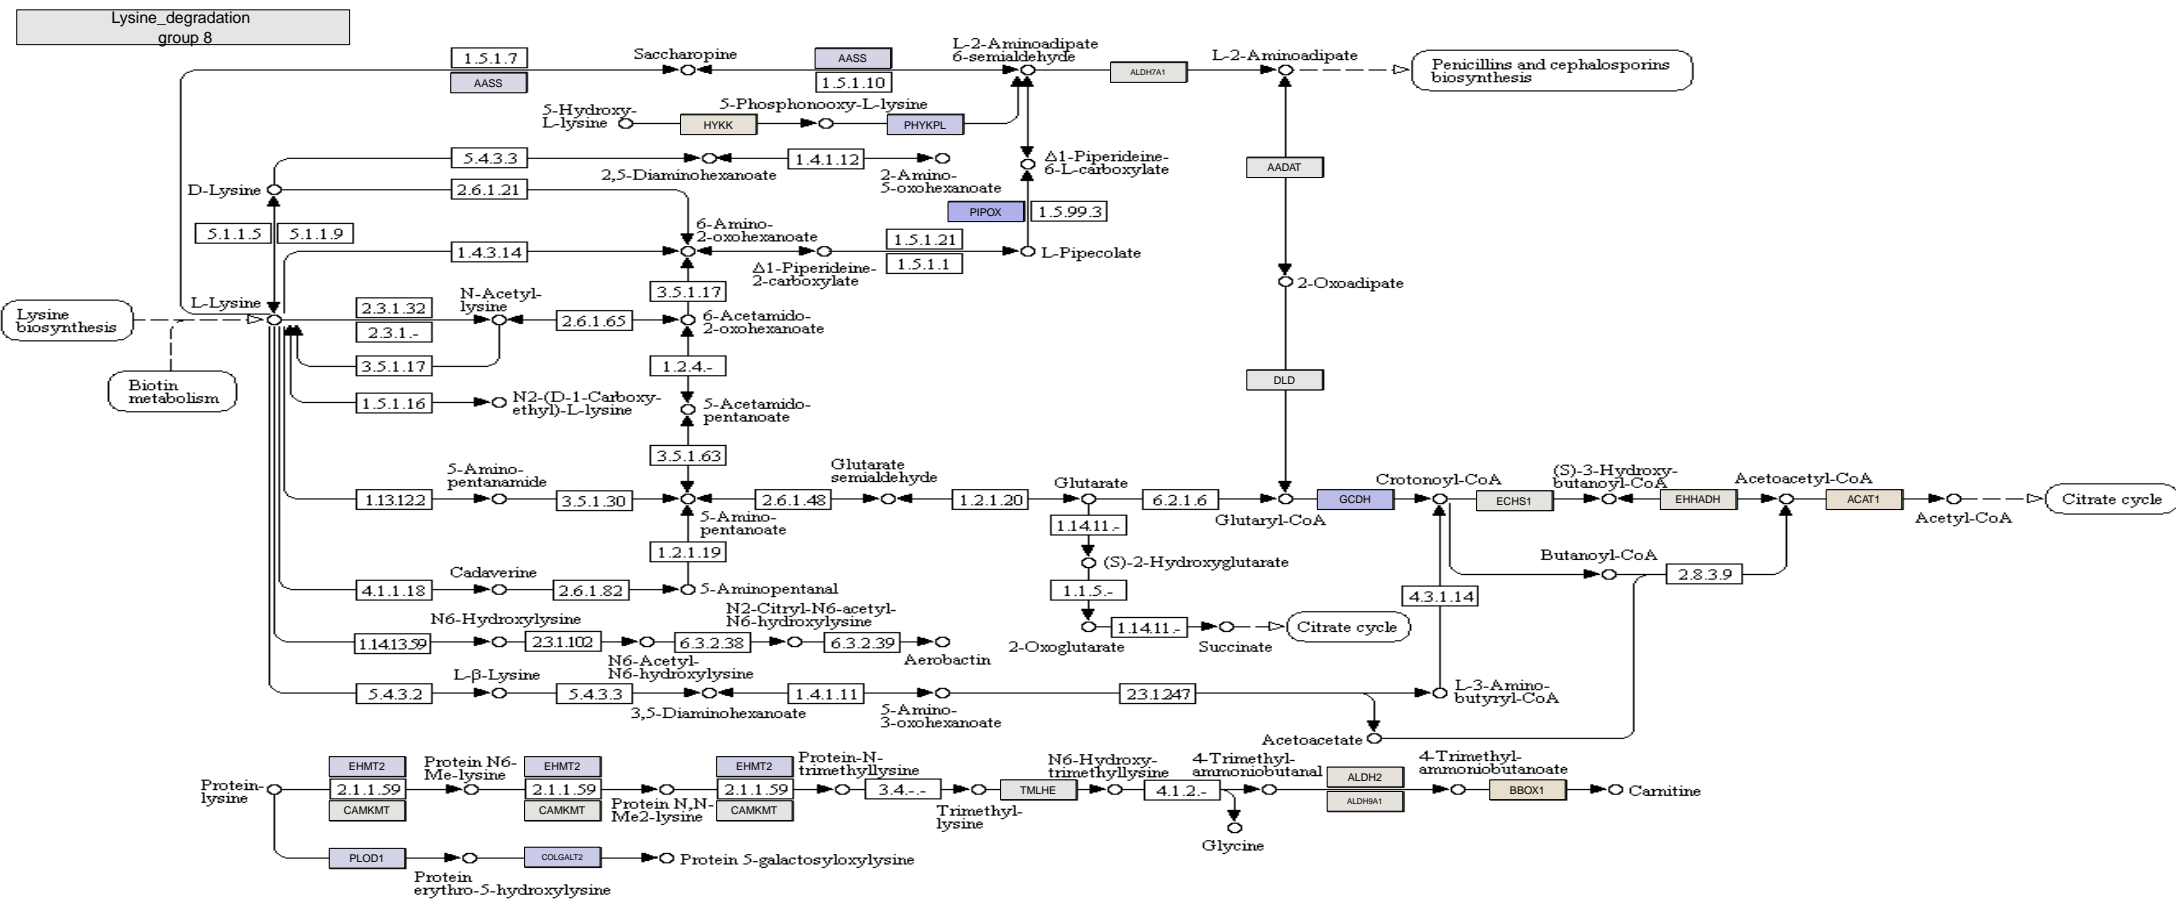 Lysine_degradation
group 8
1.5.1.7
AASS
Saccharopine
AASS
1.5.1.10
L-2-Aminoadipate
6-semialdehyde
ALDH7A1
L-2-Aminoadipate
Penicillins and cephalosporins
biosynthesis
5-Hydroxy-
L-lysine
HYKK
5-Phosphonooxy-L-lysine
PHYKPL
5.4.3.3
2,5-Diaminohexanoate
1.4.1.12
2-Amino-
5-oxohexanoate
Δ1-Piperideine-
6-L-carboxylate
AADAT
D-Lysine
2.6.1.21
PIPOX
1.5.99.3
5.1.1.5
5.1.1.9
6-Amino-
2-oxohexanoate
1.4.3.14
Δ1-Piperideine-
2-carboxylate
1.5.1.21
1.5.1.1
L-Pipecolate
2-Oxoadipate
Lysine
biosynthesis
L-Lysine
2.3.1.32
2.3.1.-
N-Acetyl-
lysine
2.6.1.65
3.5.1.17
6-Acetamido-
2-oxohexanoate
3.5.1.17
1.2.4.-
Biotin
metabolism
1.5.1.16
N2-(D-1-Carboxy-
ethyl)-L-lysine
5-Acetamido-
pentanoate
DLD
3.5.1.63
1.13.12.2
5-Amino-
pentanamide
3.5.1.30
5-Amino-
pentanoate
2.6.1.48
Glutarate
semialdehyde
1.2.1.20
Glutarate
6.2.1.6
Glutaryl-CoA
GCDH
Crotonoyl-CoA
ECHS1
(S)-3-Hydroxy-
butanoyl-CoA
EHHADH
Acetoacetyl-CoA
ACAT1
Acetyl-CoA
Citrate cycle
1.14.11.-
1.2.1.19
(S)-2-Hydroxyglutarate
Butanoyl-CoA
2.8.3.9
4.1.1.18
Cadaverine
2.6.1.82
5-Aminopentanal
1.1.5.-
4.3.1.14
N6-Hydroxylysine
1.14.13.59
2.3.1.102
N6-Acetyl-
N6-hydroxylysine
6.3.2.38
N2-Citryl-N6-acetyl-
N6-hydroxylysine
6.3.2.39
Aerobactin
2-Oxoglutarate
1.14.11.-
Succinate
Citrate cycle
5.4.3.2
L-β-Lysine
5.4.3.3
3,5-Diaminohexanoate
1.4.1.11
5-Amino-
3-oxohexanoate
2.3.1.247
L-3-Amino-
butyryl-CoA
Acetoacetate
Protein-
lysine
EHMT2
2.1.1.59
CAMKMT
Protein N6-
Me-lysine
EHMT2
2.1.1.59
CAMKMT
Protein N,N-
Me2-lysine
EHMT2
2.1.1.59
CAMKMT
Protein-N-
trimethyllysine
3.4.-.-
Trimethyl-
lysine
TMLHE
N6-Hydroxy-
trimethyllysine
4.1.2.-
Glycine
4-Trimethyl-
ammoniobutanal
ALDH2
ALDH9A1
4-Trimethyl-
ammoniobutanoate
BBOX1
Carnitine
PLOD1
Protein
erythro-5-hydroxylysine
COLGALT2
Protein 5-galactosyloxylysine